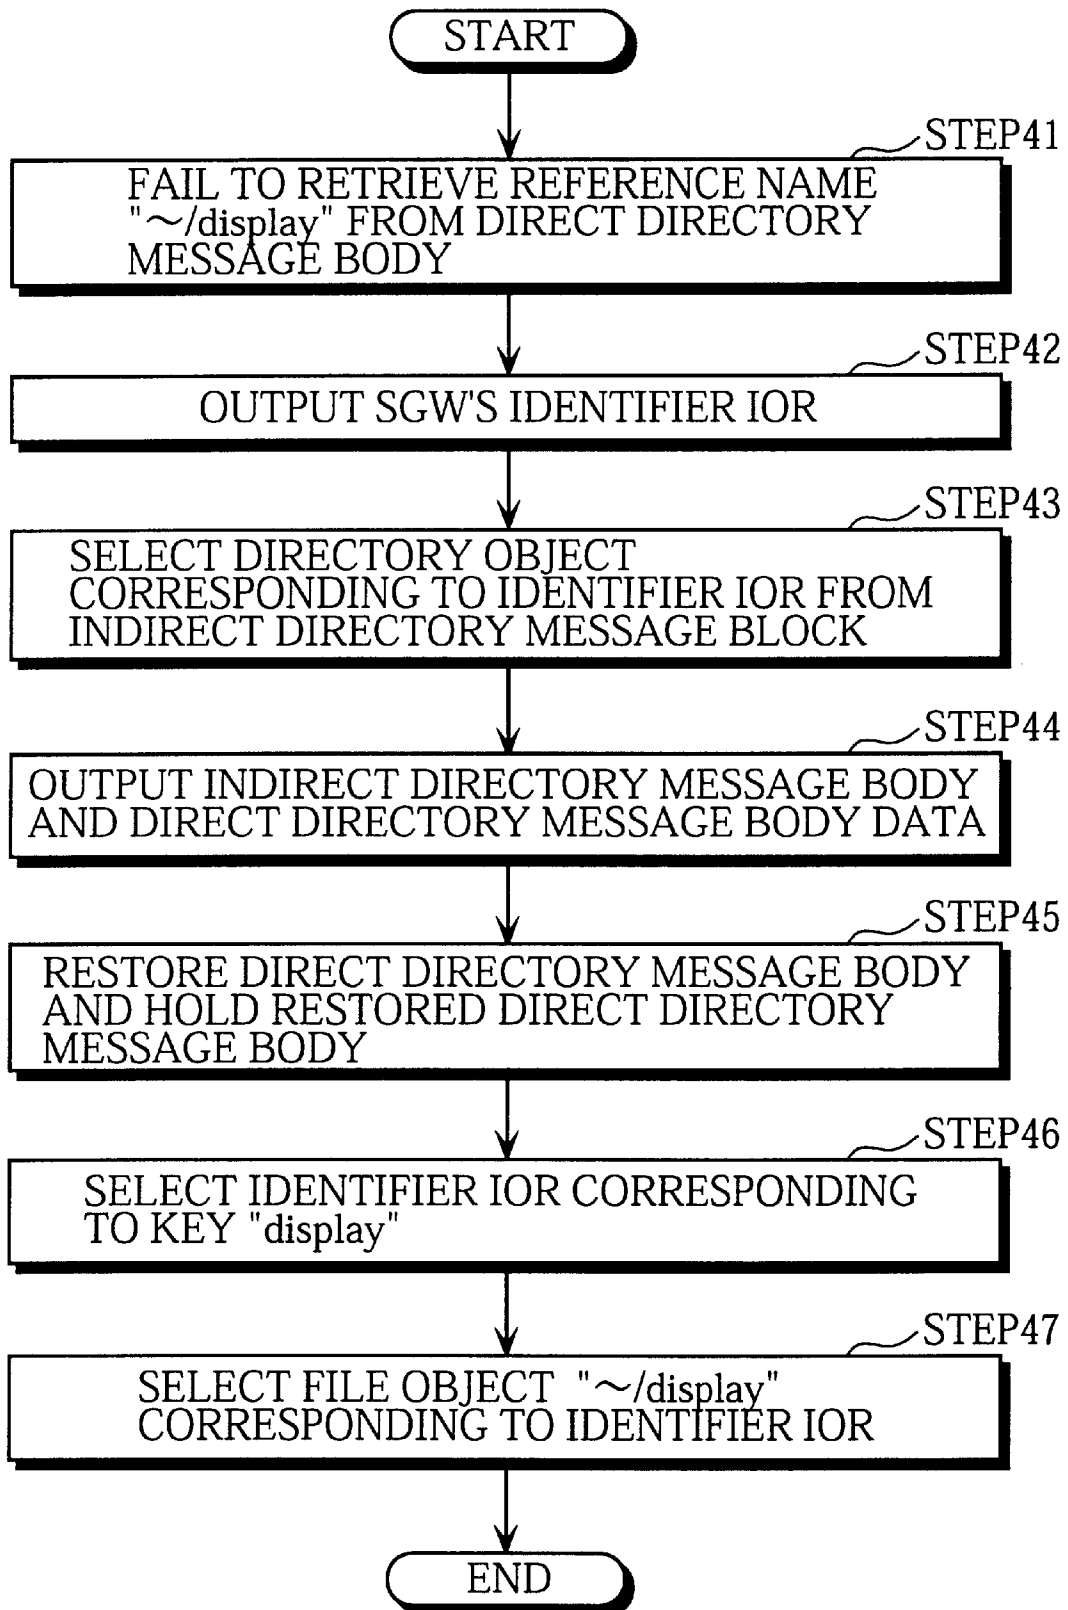 START
STEP41
FAIL TO RETRIEVE REFERENCE NAME
"～/display" FROM DIRECT DIRECTORY
MESSAGE BODY
STEP42
OUTPUT SGW'S IDENTIFIER IOR
STEP43
SELECT DIRECTORY OBJECT
CORRESPONDING TO IDENTIFIER IOR FROM
INDIRECT DIRECTORY MESSAGE BLOCK
STEP44
OUTPUT INDIRECT DIRECTORY MESSAGE BODY
AND DIRECT DIRECTORY MESSAGE BODY DATA
STEP45
RESTORE DIRECT DIRECTORY MESSAGE BODY
AND HOLD RESTORED DIRECT DIRECTORY
MESSAGE BODY
STEP46
SELECT IDENTIFIER IOR CORRESPONDING
TO KEY "display"
STEP47
SELECT FILE OBJECT "～/display"
CORRESPONDING TO IDENTIFIER IOR
END